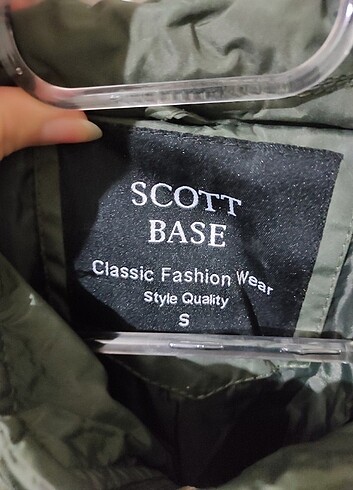 SCOTT
BASE
Classic Fashion Wear
Style Quality
S